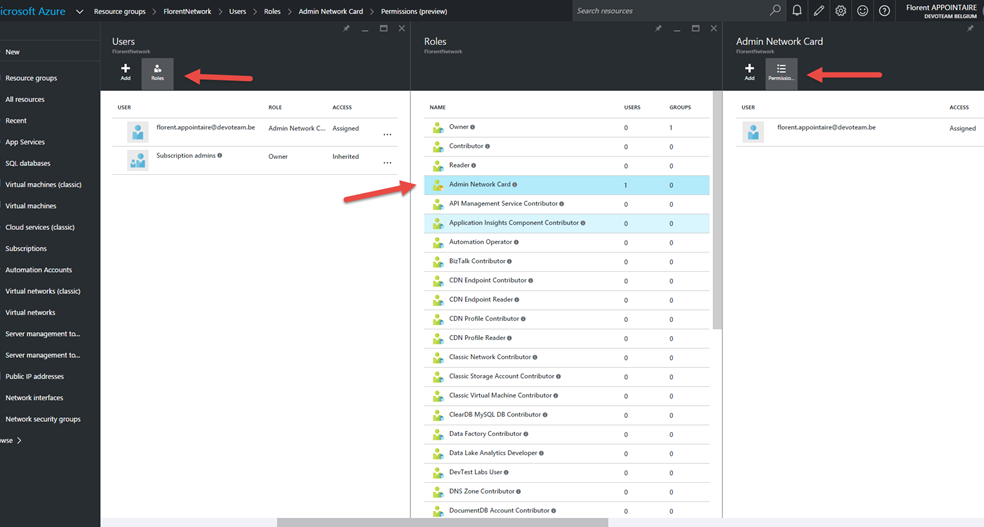 icrosoft Azure
Resource groups
FlorentNetwork
Users
Roles
Admin Network Card
Permissions (preview)
Search resources
Florent APPOINTAIRE
DEVOTEAM BELGIUM
New
Resource groups
All resources
Recent
App Services
SQL databases
Virtual machines (classic)
Virtual machines
Cloud services (classic)
Subscriptions
Automation Accounts
Virtual networks (classic)
Virtual networks
Server management to...
Server management to...
Public IP addresses
Network interfaces
Network security groups
wse
Users
FlorentNetwork
Add
Roles
USER ROLE ACCESS
florent.appointaire@devoteam.be Admin Network C... Assigned ...
Subscription admins Owner Inherited ...
Roles
FlorentNetwork
NAME USERS GROUPS
Owner 0 1
Contributor 0 0
Reader 0 0
Admin Network Card 1 0
API Management Service Contributor 0 0
Application Insights Component Contributor 0 0
Automation Operator 0 0
BizTalk Contributor 0 0
CDN Endpoint Contributor 0 0
CDN Endpoint Reader 0 0
CDN Profile Contributor 0 0
CDN Profile Reader 0 0
Classic Network Contributor 0 0
Classic Storage Account Contributor 0 0
Classic Virtual Machine Contributor 0 0
ClearDB MySQL DB Contributor 0 0
Data Factory Contributor 0 0
Data Lake Analytics Developer 0 0
DevTest Labs User 0 0
DNS Zone Contributor 0 0
DocumentDB Account Contributor 0 0
Admin Network Card
FlorentNetwork
Add
Permissio...
USER ACCESS
florent.appointaire@devoteam.be Assigned